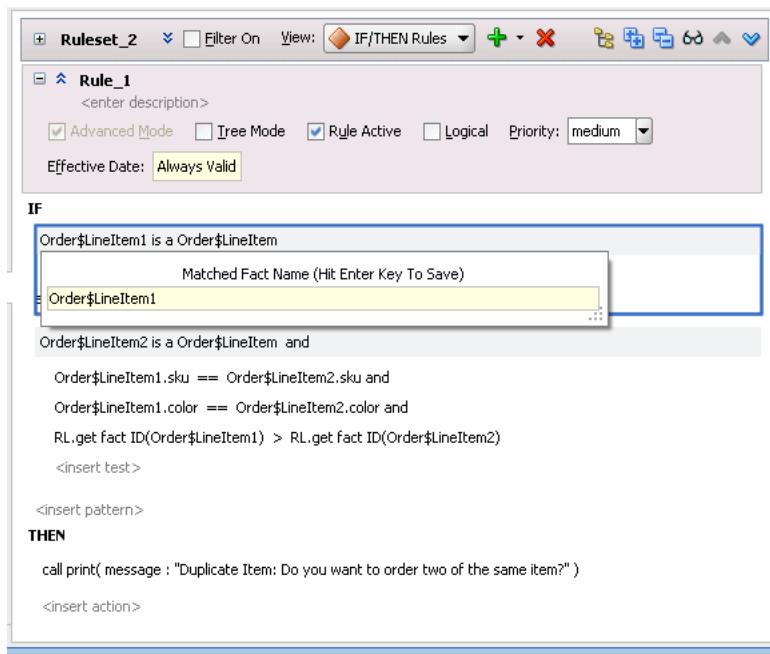 Ruleset_2 Filter On View: IF/THEN Rules
Rule_1
<enter description>
Advanced Mode Tree Mode Rule Active Logical Priority: medium
Effective Date: Always Valid
IF
Order$LineItem1 is a Order$LineItem
Matched Fact Name (Hit Enter Key To Save)
Order$LineItem1
Order$LineItem2 is a Order$LineItem and
Order$LineItem1.sku == Order$LineItem2.sku and
Order$LineItem1.color == Order$LineItem2.color and
RL.get fact ID(Order$LineItem1) > RL.get fact ID(Order$LineItem2)
<insert test>
<insert pattern>
THEN
call print( message : "Duplicate Item: Do you want to order two of the same item?" )
<insert action>